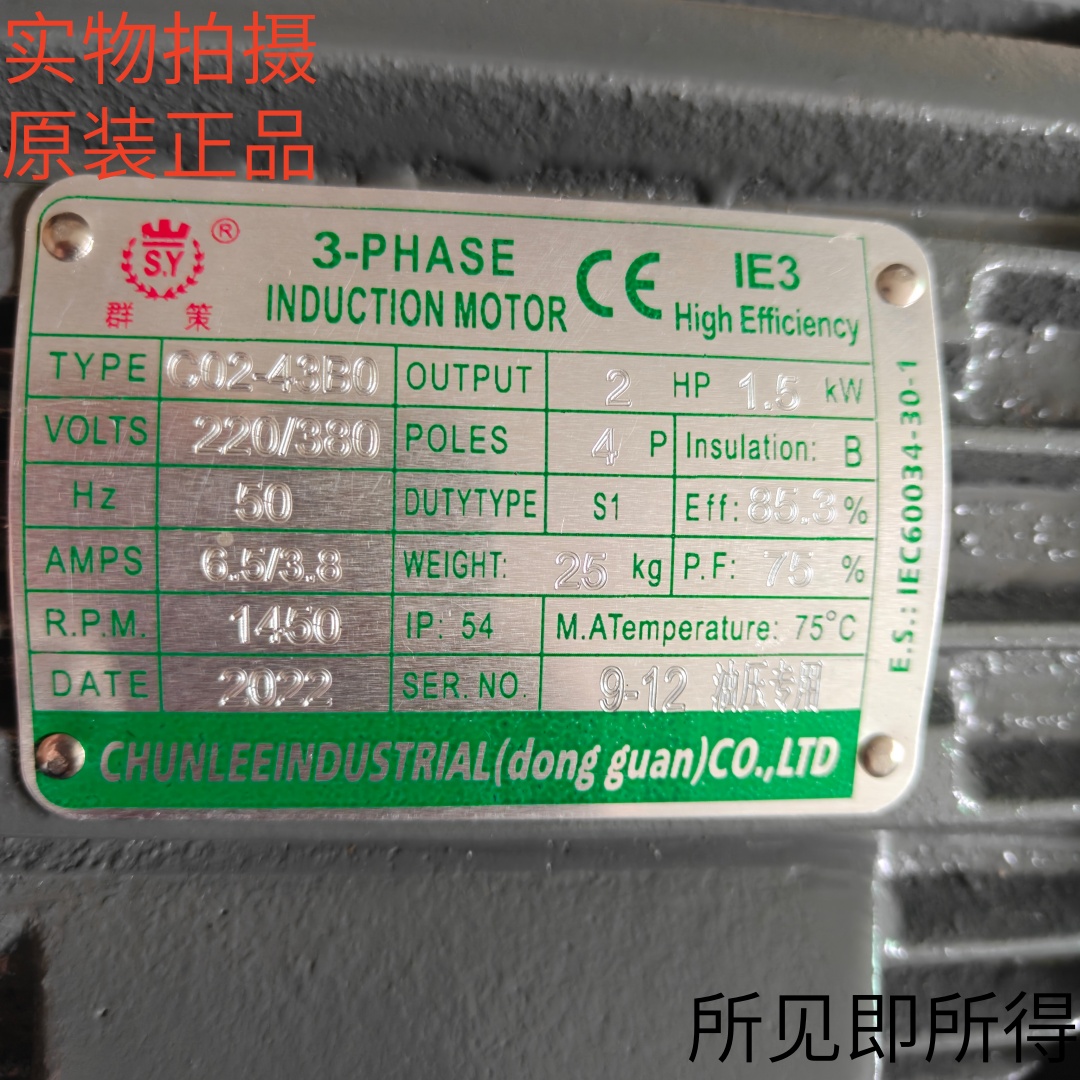 实物拍摄
原装正品
S.Y ®
群 策
3-PHASE
INDUCTION MOTOR
CE
IE3
High Efficiency
TYPE C02-43B0 OUTPUT 2 HP 1.5 kW
VOLTS 220/380 POLES 4 P Insulation: B
Hz 50 DUTYTYPE S1 Eff: 85.3 %
AMPS 6.5/3.8 WEIGHT: 25 kg P.F: 75 %
R.P.M. 1450 IP: 54 M.ATemperature: 75°C
DATE 2022 SER. NO. 9-12 油压专用
E.S.: IEC60034-30-1
CHUNLEEINDUSTRIAL(dong guan)CO.,LTD
所见即所得